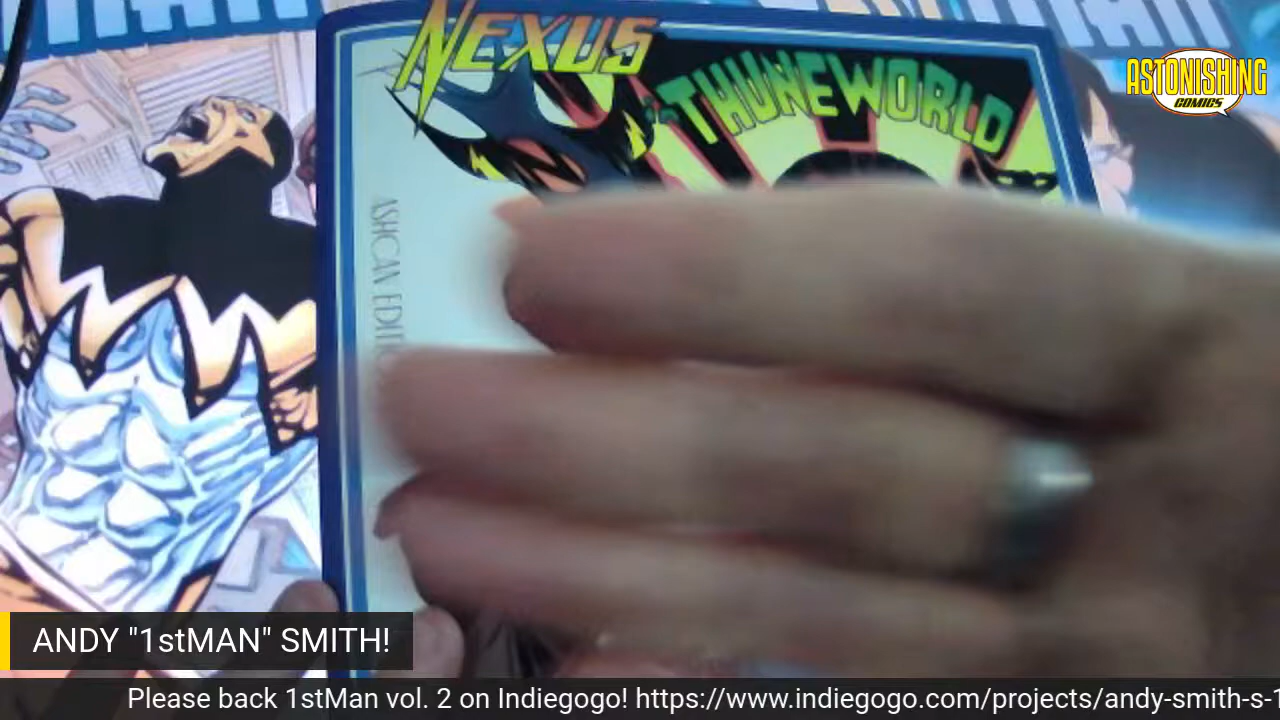 NEXUS
THUNEWORLD
ASTONISHING
COMICS
ASHCAN
ANDY "1stMAN" SMITH!
Please back 1stMan vol. 2 on Indiegogo! https://www.indiegogo.com/projects/andy-smith-s-1